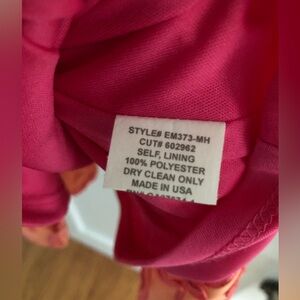 STYLE# EM373-MH
CUT# 602962
SELF, LINING
100% POLYESTER
DRY CLEAN ONLY
MADE IN USA